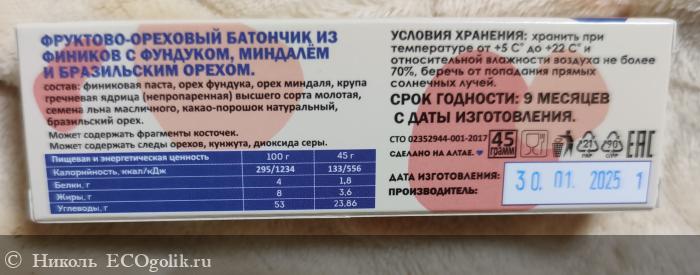 ФРУКТОВО-ОРЕХОВЫЙ БАТОНЧИК ИЗ
ФИНИКОВ С ФУНДУКОМ, МИНДАЛЁМ
И БРАЗИЛЬСКИМ ОРЕХОМ.
состав: финиковая паста, орех фундука, орех миндаля, крупа
гречневая ядрица (непропаренная) высшего сорта молотая,
семена льна масличного, какао-порошок натуральный,
бразильский орех.
Может содержать фрагменты косточек.
Может содержать следы орехов, кунжута, диоксида серы.
Пищевая и энергетическая ценность 100 г 45 г
Калорийность, ккал/кДж 295/1234 133/556
Белки, г 4 1,8
Жиры, г 8 3,6
Углеводы, г 53 23,86
УСЛОВИЯ ХРАНЕНИЯ: хранить при
температуре от +5 С° до +22 С° и
относительной влажности воздуха не более
70%, беречь от попадания прямых
солнечных лучей.
СРОК ГОДНОСТИ: 9 МЕСЯЦЕВ
С ДАТЫ ИЗГОТОВЛЕНИЯ.
СТО 02352944-001-2017
СДЕЛАНО НА АЛТАЕ.
45
ГРАММ
21
PAP
EAC
ДАТА ИЗГОТОВЛЕНИЯ:
ПРОИЗВОДИТЕЛЬ:
30. 01. 2025 1
© Николь ECOgolik.ru